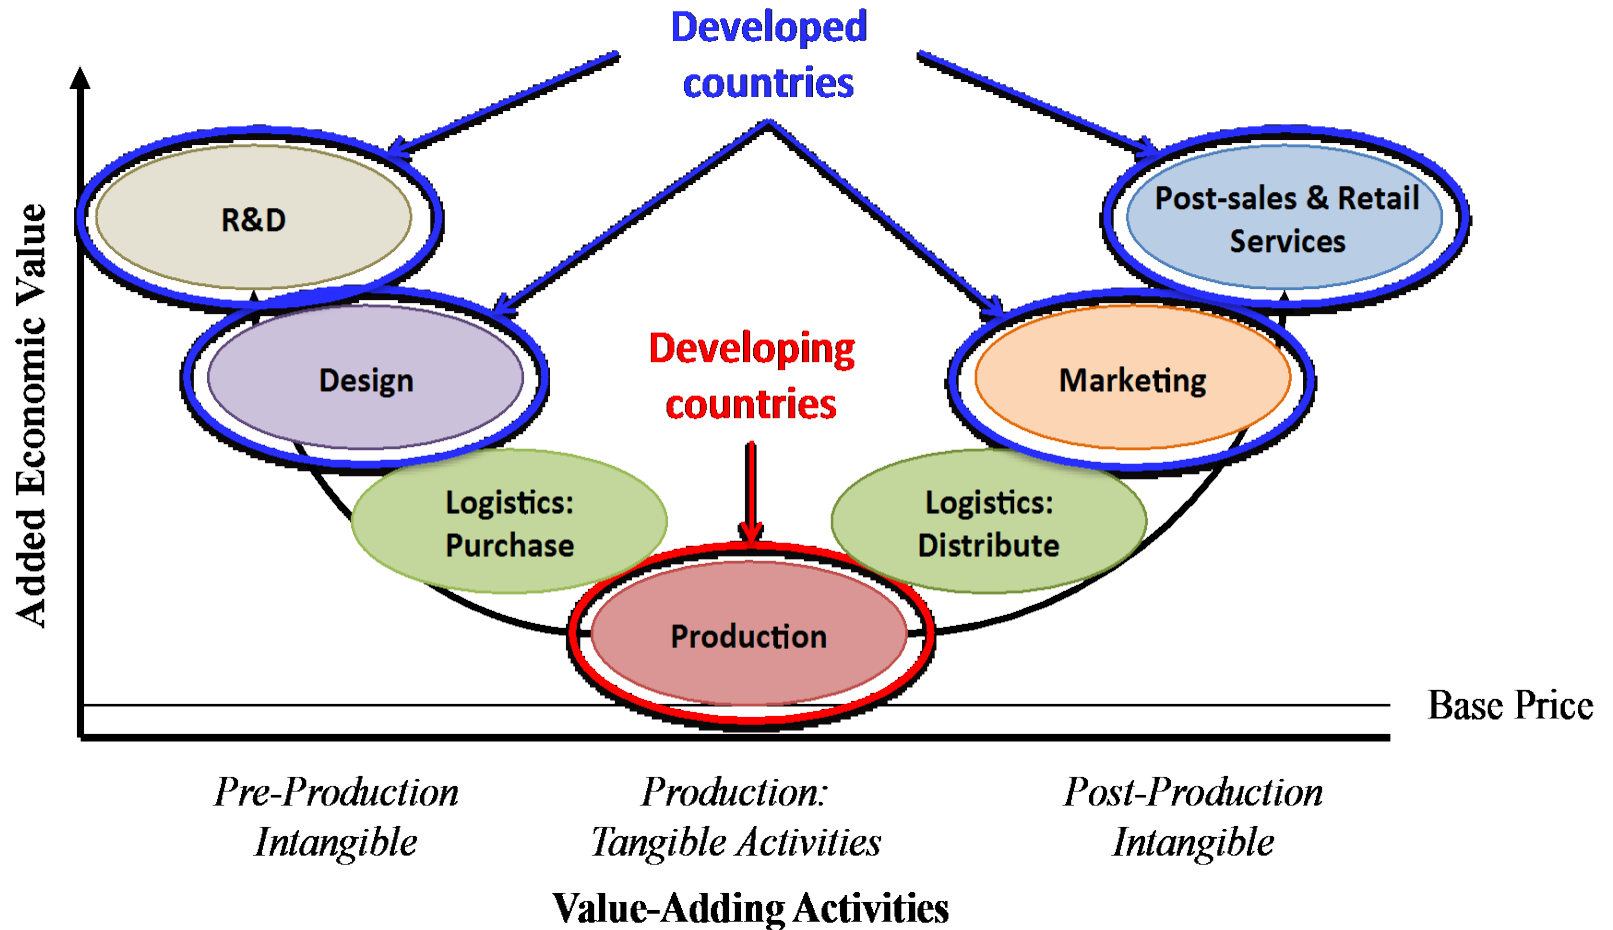 Developed
countries
R&D
Post-sales & Retail
Services
Added Economic Value
Design
Developing
countries
Marketing
Logistics:
Purchase
Logistics:
Distribute
Production
Base Price
Pre-Production
Intangible
Production:
Tangible Activities
Post-Production
Intangible
Value-Adding Activities